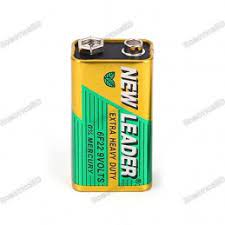 NEW LEADER
EXTRA HEAVY DUTY
6F22 9VOLTS
0% MERCURY